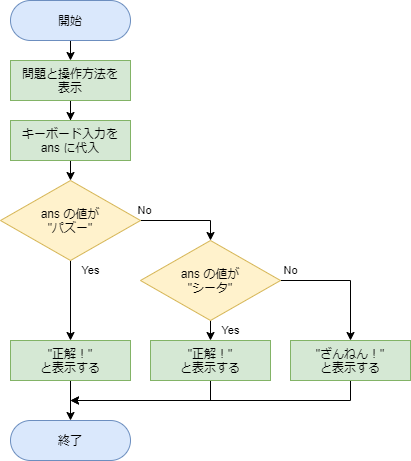 開始
問題と操作方法を
表示
キーボード入力を
ans に代入
ans の値が
"パズー"
No
Yes
ans の値が
"シータ"
No
Yes
"正解！"
と表示する
"正解！"
と表示する
"ざんねん！"
と表示する
終了